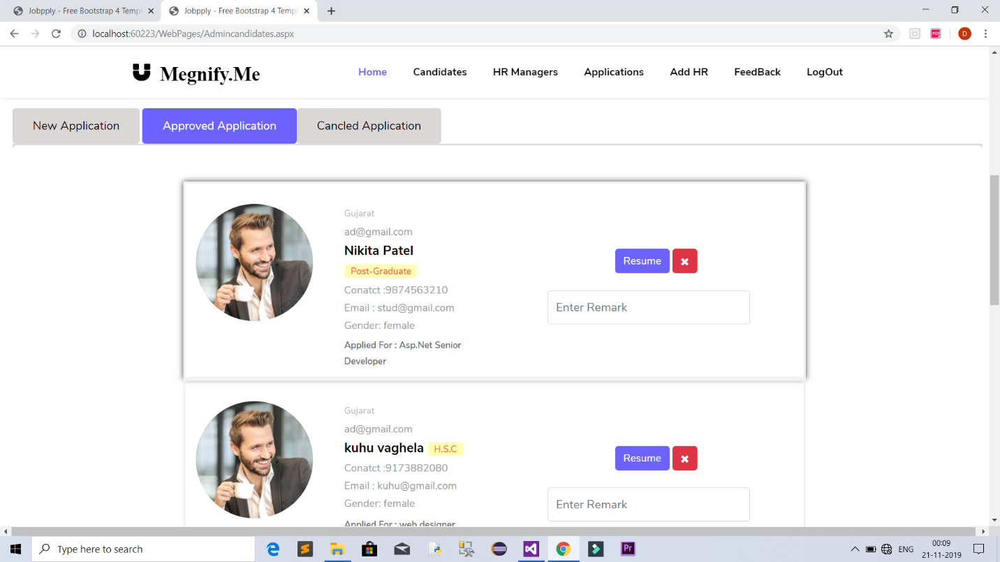 Jobpply - Free Bootstrap 4 Templ
Jobpply - Free Bootstrap 4 Templ
localhost:60223/WebPages/Admincandidates.aspx
PDF
D
Megnify.Me
Home Candidates HR Managers Applications Add HR FeedBack LogOut
New Application Approved Application Cancled Application
Gujarat
ad@gmail.com
Nikita Patel
Post-Graduate
Conatct :9874563210
Email : stud@gmail.com
Gender: female
Applied For : Asp.Net Senior
Developer
Resume
Enter Remark
Gujarat
ad@gmail.com
kuhu vaghela H.S.C
Conatct :9173882080
Email : kuhu@gmail.com
Gender: female
Applied For : web designer
Resume
Enter Remark
Type here to search
Pr
ENG
00:09
21-11-2019